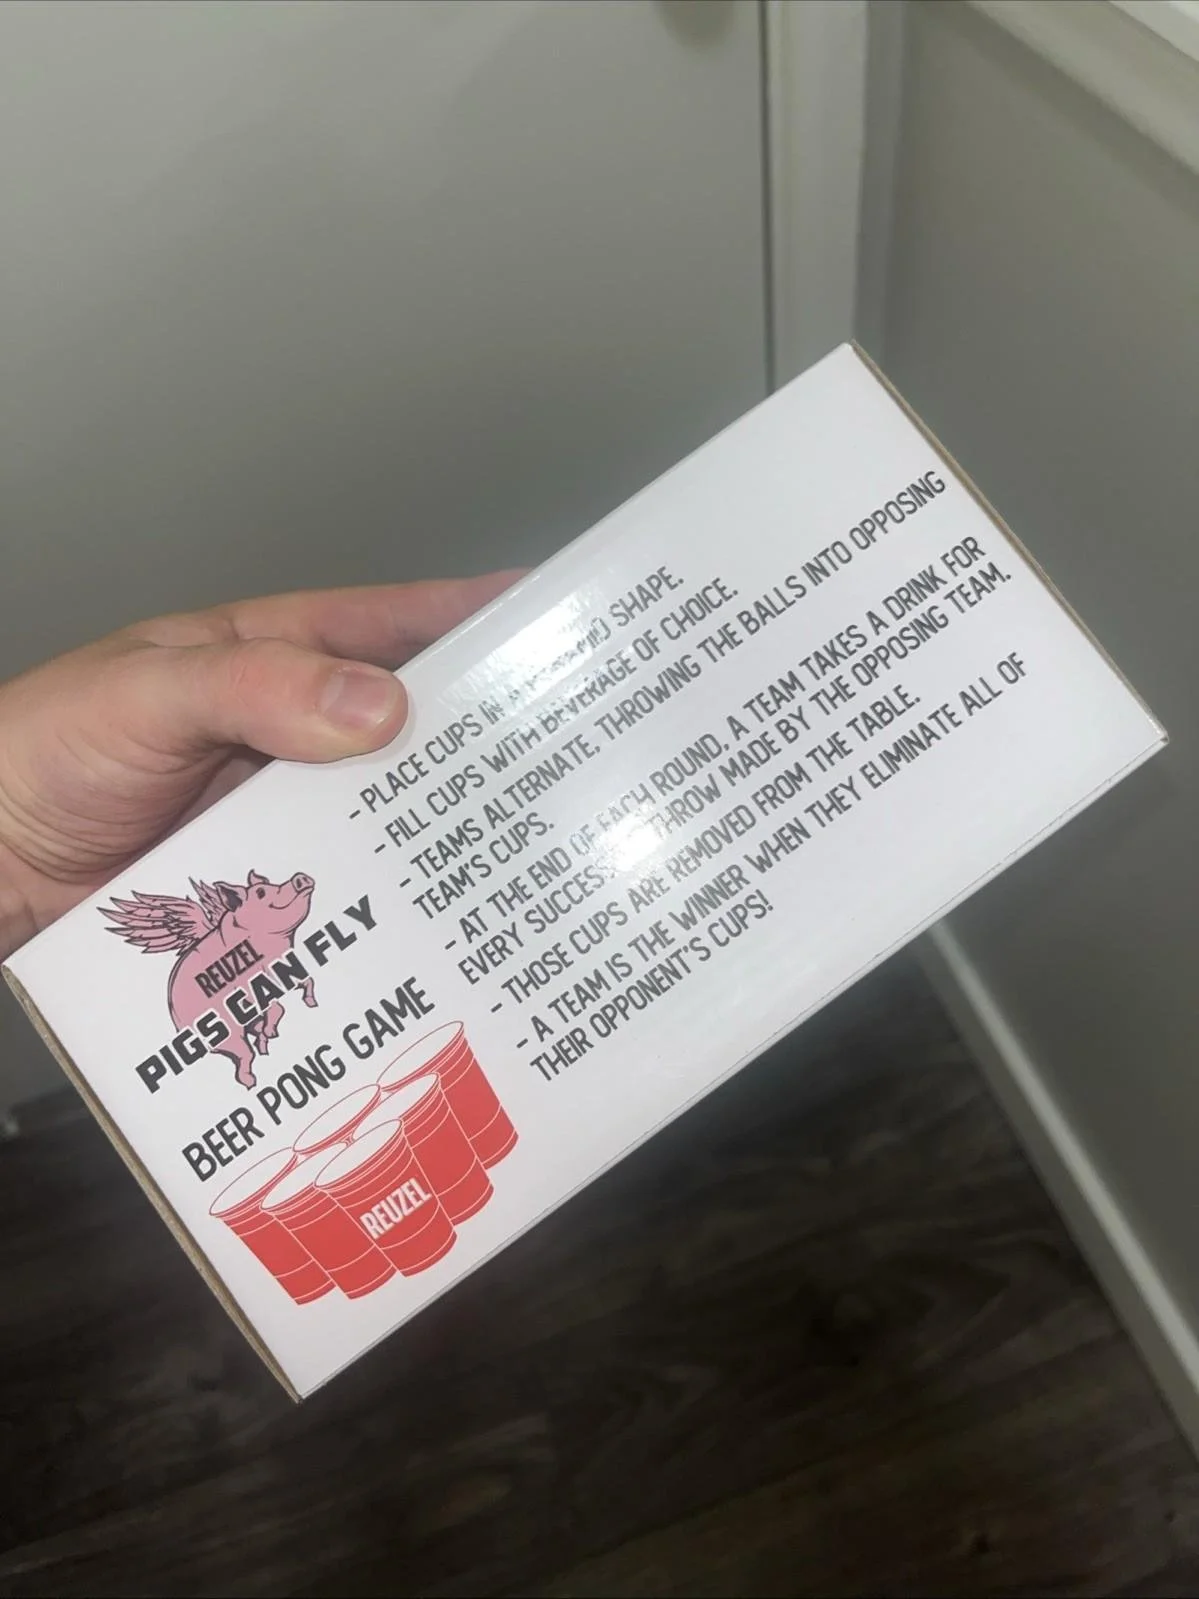 - PLACE CUPS IN A PYRAMID SHAPE.
- FILL CUPS WITH BEVERAGE OF CHOICE.
- TEAMS ALTERNATE, THROWING THE BALLS INTO OPPOSING
TEAM'S CUPS.
- AT THE END OF EACH ROUND, A TEAM TAKES A DRINK FOR
EVERY SUCCESSFUL THROW MADE BY THE OPPOSING TEAM.
- THOSE CUPS ARE REMOVED FROM THE TABLE.
- A TEAM IS THE WINNER WHEN THEY ELIMINATE ALL OF
THEIR OPPONENT'S CUPS!
REUZEL
PIGS CAN FLY
BEER PONG GAME
REUZEL